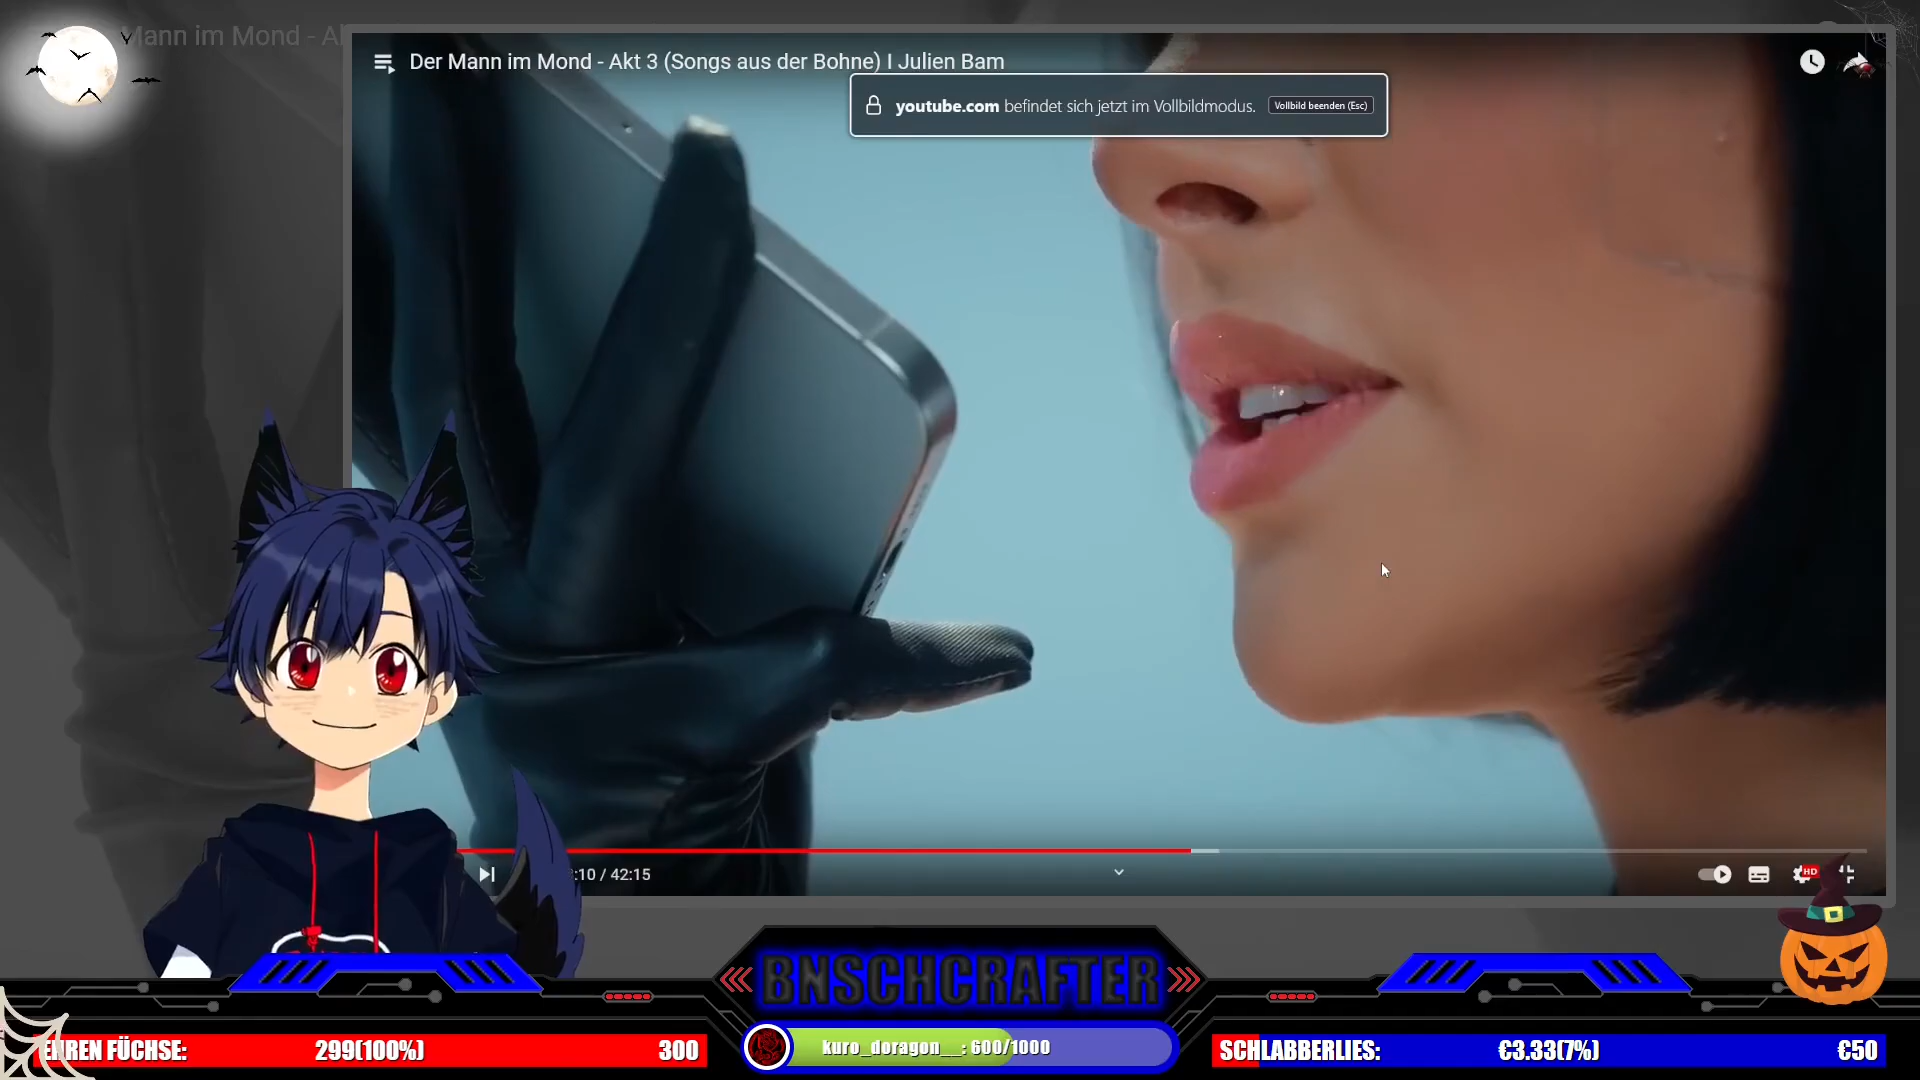 Mann im Mond - Ak
Der Mann im Mond - Akt 3 (Songs aus der Bohne) I Julien Bam
youtube.com befindet sich jetzt im Vollbildmodus. Vollbild beenden (Esc)
:10 / 42:15
HD
BNSCHCRAFTER
EHREN FÜCHSE: 299(100%) 300
kuro_doragon__: 600/1000
SCHLABBERLIES: €3.33(7%) €50